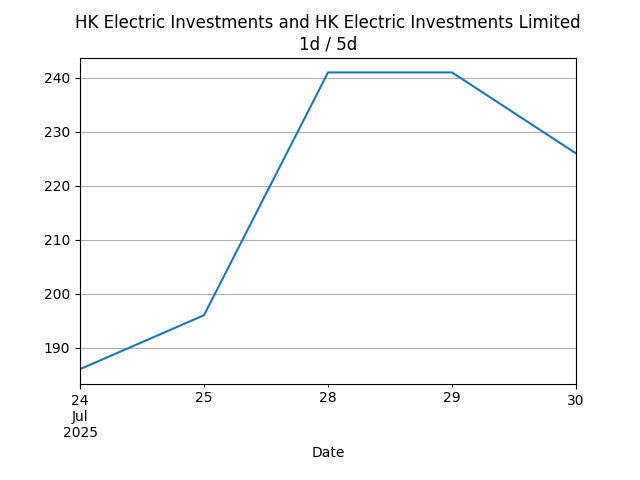 HK Electric Investments and HK Electric Investments Limited
1d / 5d
240
230
220
210
200
190
24 25 28 29 30
Jul
2025
Date